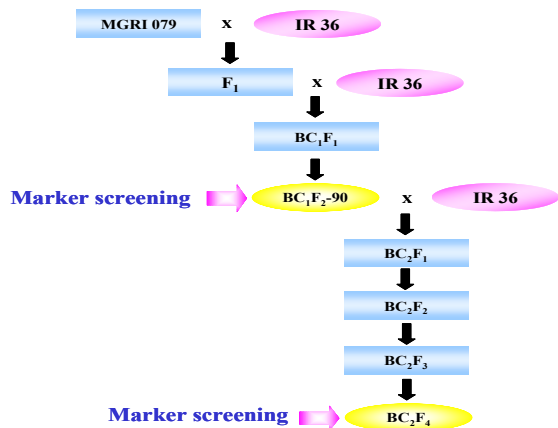 MGRI 079 x IR 36
F₁ x IR 36
BC₁F₁
Marker screening BC₁F₂-90 x IR 36
BC₂F₁
BC₂F₂
BC₂F₃
Marker screening BC₂F₄